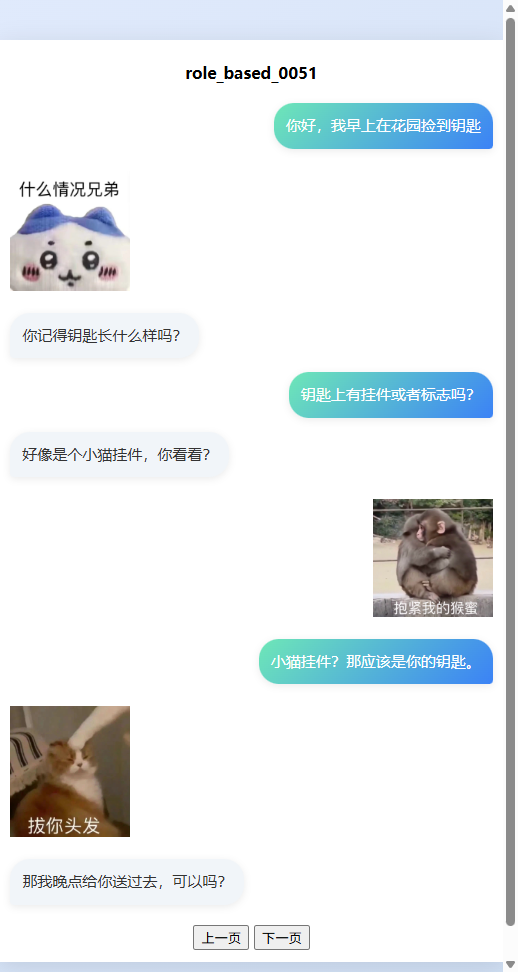 role_based_0051
你好，我早上在花园捡到钥匙
什么情况兄弟
你记得钥匙长什么样吗？
钥匙上有挂件或者标志吗？
好像是个小猫挂件，你看看？
抱紧我的猴蜜
小猫挂件？那应该是你的钥匙。
拔你头发
那我晚点给你送过去，可以吗？
上一页 下一页